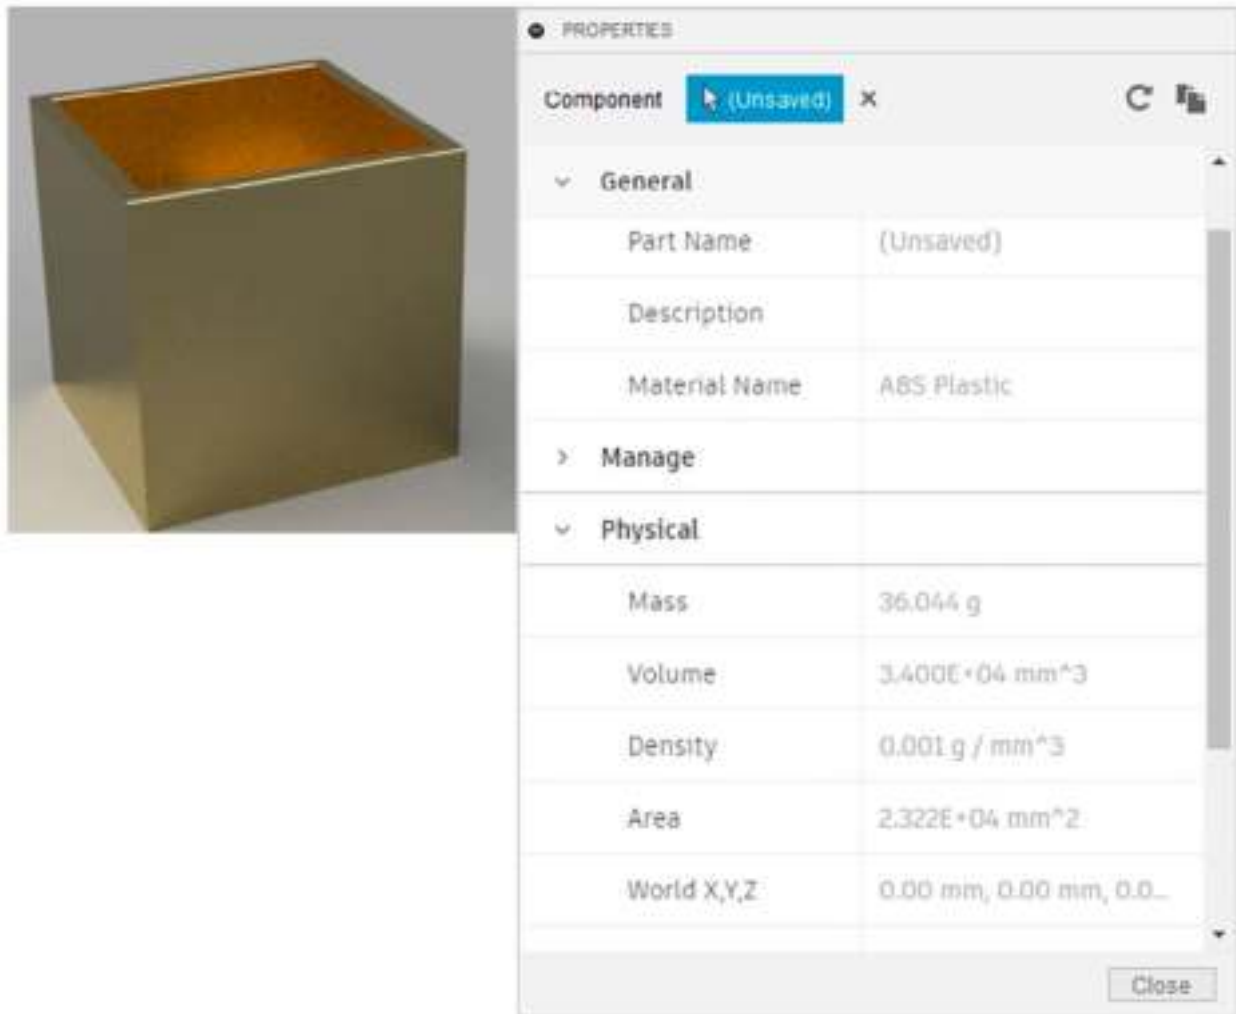 PROPERTIES
Component (Unsaved) ×
General
Part Name (Unsaved)
Description
Material Name ABS Plastic
Manage
Physical
Mass 36.044 g
Volume 3.400E+04 mm^3
Density 0.001 g / mm^3
Area 2.322E+04 mm^2
World X,Y,Z 0.00 mm, 0.00 mm, 0.0...
Close